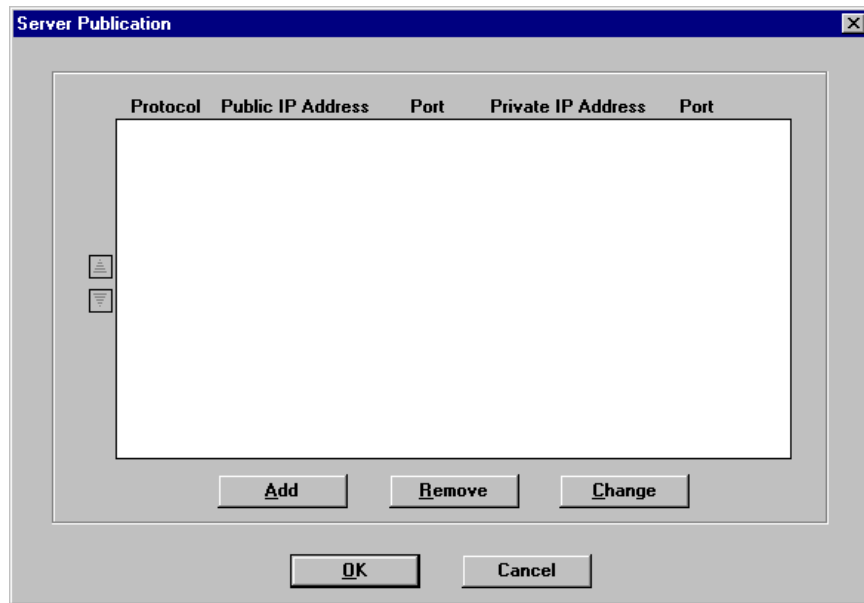 Server Publication
Protocol Public IP Address Port Private IP Address Port
Add Remove Change
OK Cancel